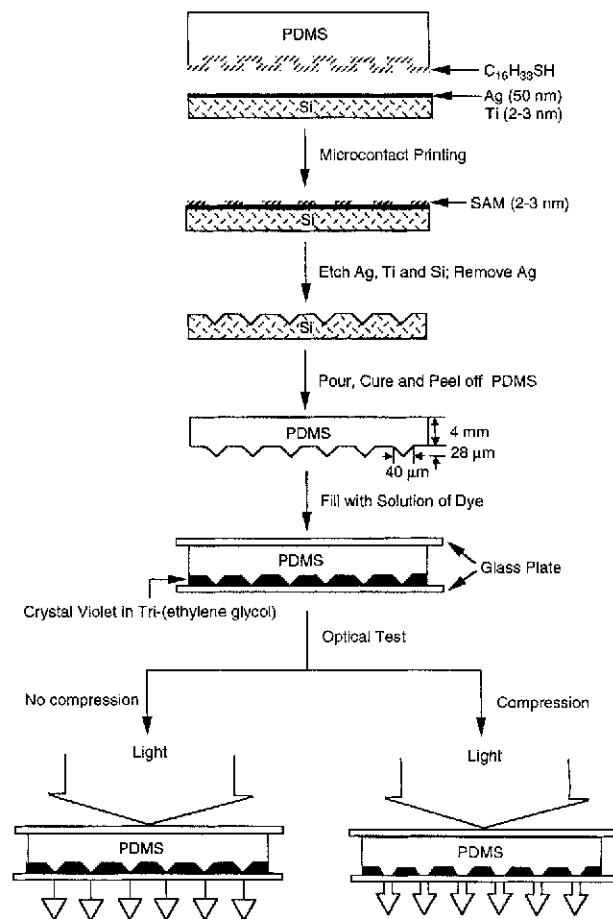 PDMS
C16H33SH
Ag (50 nm)
Si
Ti (2-3 nm)
Microcontact Printing
SAM (2-3 nm)
Si
Etch Ag, Ti and Si; Remove Ag
Si
Pour, Cure and Peel off PDMS
PDMS
4 mm
28 μm
40 μm
Fill with Solution of Dye
PDMS
Glass Plate
Crystal Violet in Tri-(ethylene glycol)
Optical Test
No compression
Compression
Light
Light
PDMS
PDMS